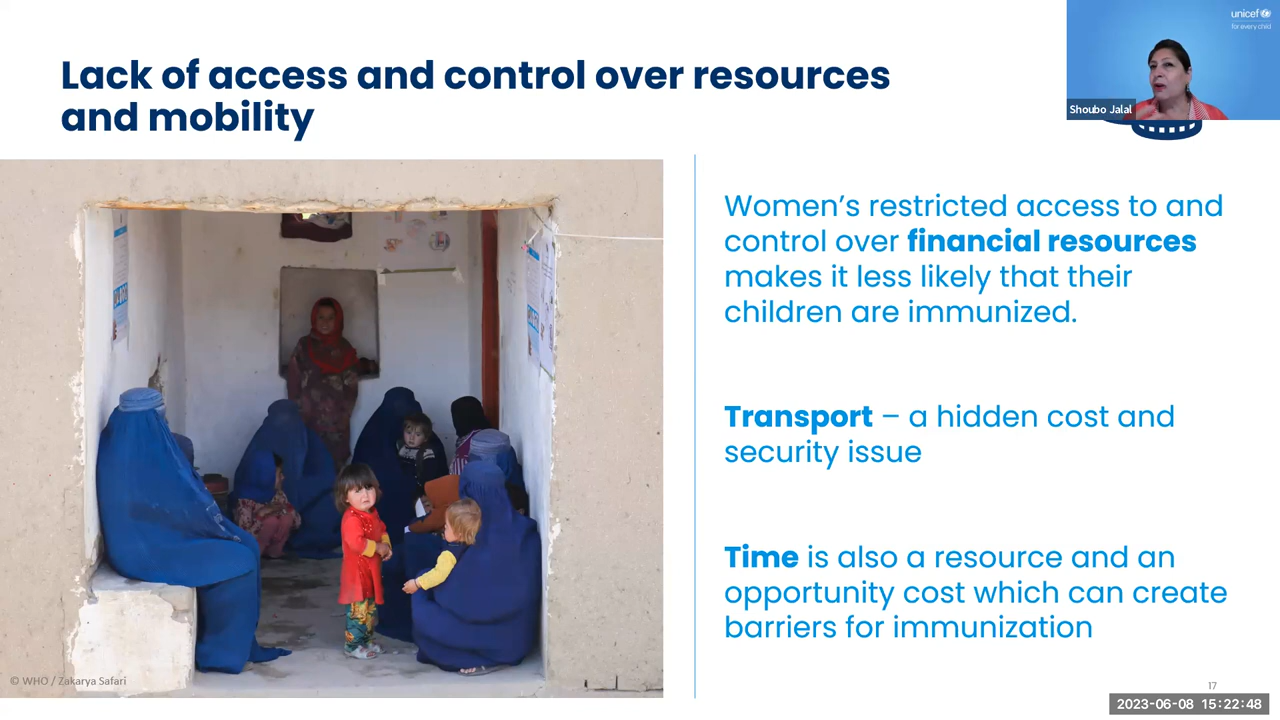 unicef
for every child
Lack of access and control over resources
and mobility
Shoubo Jalal
Women’s restricted access to and
control over financial resources
makes it less likely that their
children are immunized.
Transport – a hidden cost and
security issue
Time is also a resource and an
opportunity cost which can create
barriers for immunization
© WHO / Zakarya Safari
17
2023-06-08 15:22:48